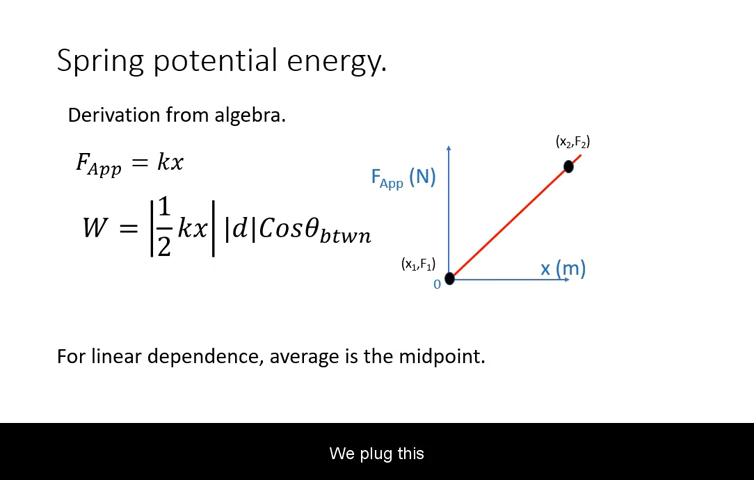 Spring potential energy.
Derivation from algebra.
F_App = kx
W = |1/2 kx| |d|Cosθ_btwn
(x₂,F₂)
F_App (N)
(x₁,F₁)
0
x (m)
For linear dependence, average is the midpoint.
We plug this